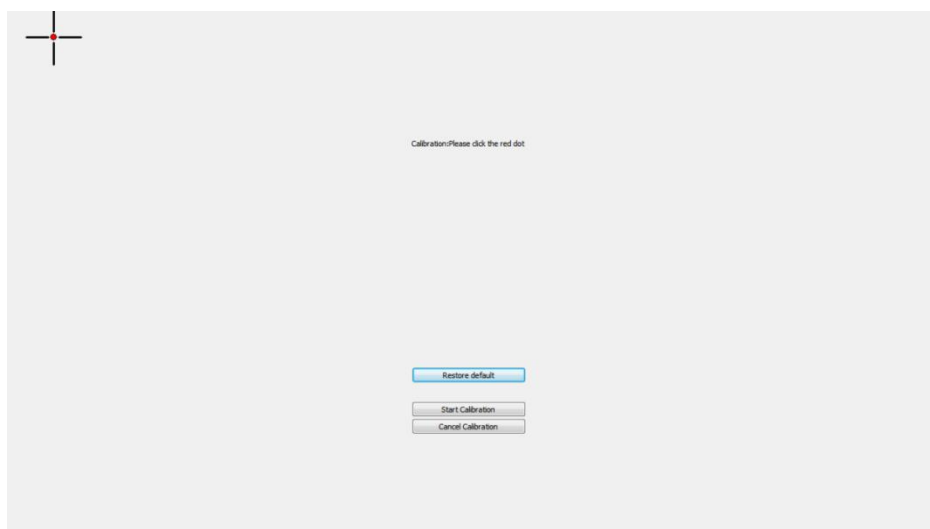 Calibration:Please click the red dot
Restore default
Start Calibration
Cancel Calibration